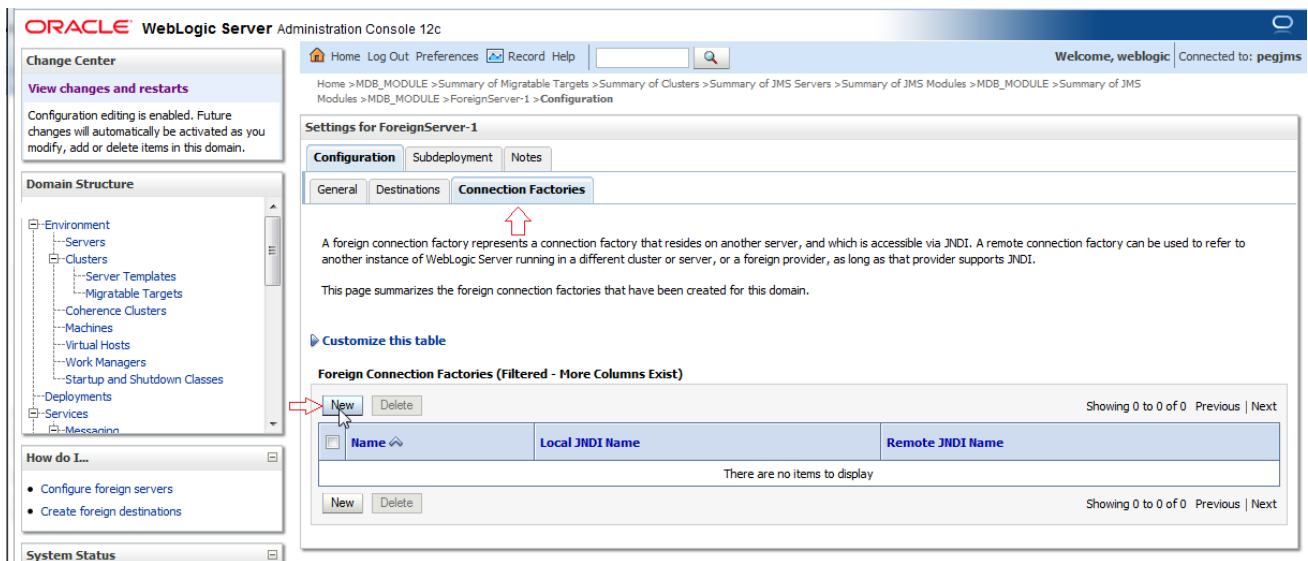 ORACLE WebLogic Server Administration Console 12c
Change Center
View changes and restarts
Configuration editing is enabled. Future
changes will automatically be activated as you
modify, add or delete items in this domain.
Domain Structure
Environment
Servers
Clusters
Server Templates
Migratable Targets
Coherence Clusters
Machines
Virtual Hosts
Work Managers
Startup and Shutdown Classes
Deployments
Services
Messaging
How do I...
Configure foreign servers
Create foreign destinations
System Status
Home Log Out Preferences Record Help
Welcome, weblogic Connected to: pegjms
Home >MDB_MODULE >Summary of Migratable Targets >Summary of Clusters >Summary of JMS Servers >Summary of JMS Modules >MDB_MODULE >Summary of JMS
Modules >MDB_MODULE >ForeignServer-1 >Configuration
Settings for ForeignServer-1
Configuration Subdeployment Notes
General Destinations Connection Factories
A foreign connection factory represents a connection factory that resides on another server, and which is accessible via JNDI. A remote connection factory can be used to refer to
another instance of WebLogic Server running in a different cluster or server, or a foreign provider, as long as that provider supports JNDI.
This page summarizes the foreign connection factories that have been created for this domain.
Customize this table
Foreign Connection Factories (Filtered - More Columns Exist)
New Delete Showing 0 to 0 of 0 Previous | Next
Name Local JNDI Name Remote JNDI Name
There are no items to display
New Delete Showing 0 to 0 of 0 Previous | Next